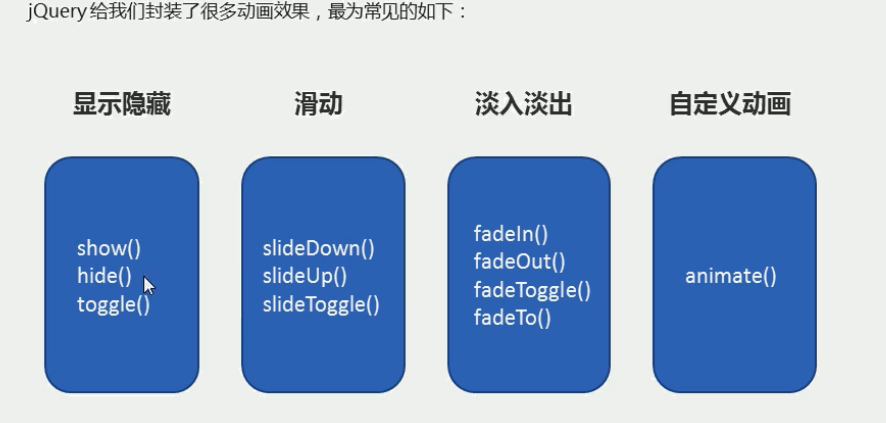 jQuery 给我们封装了很多动画效果，最为常见的如下：
显示隐藏
滑动
淡入淡出
自定义动画
show()
hide()
toggle()
slideDown()
slideUp()
slideToggle()
fadeIn()
fadeOut()
fadeToggle()
fadeTo()
animate()